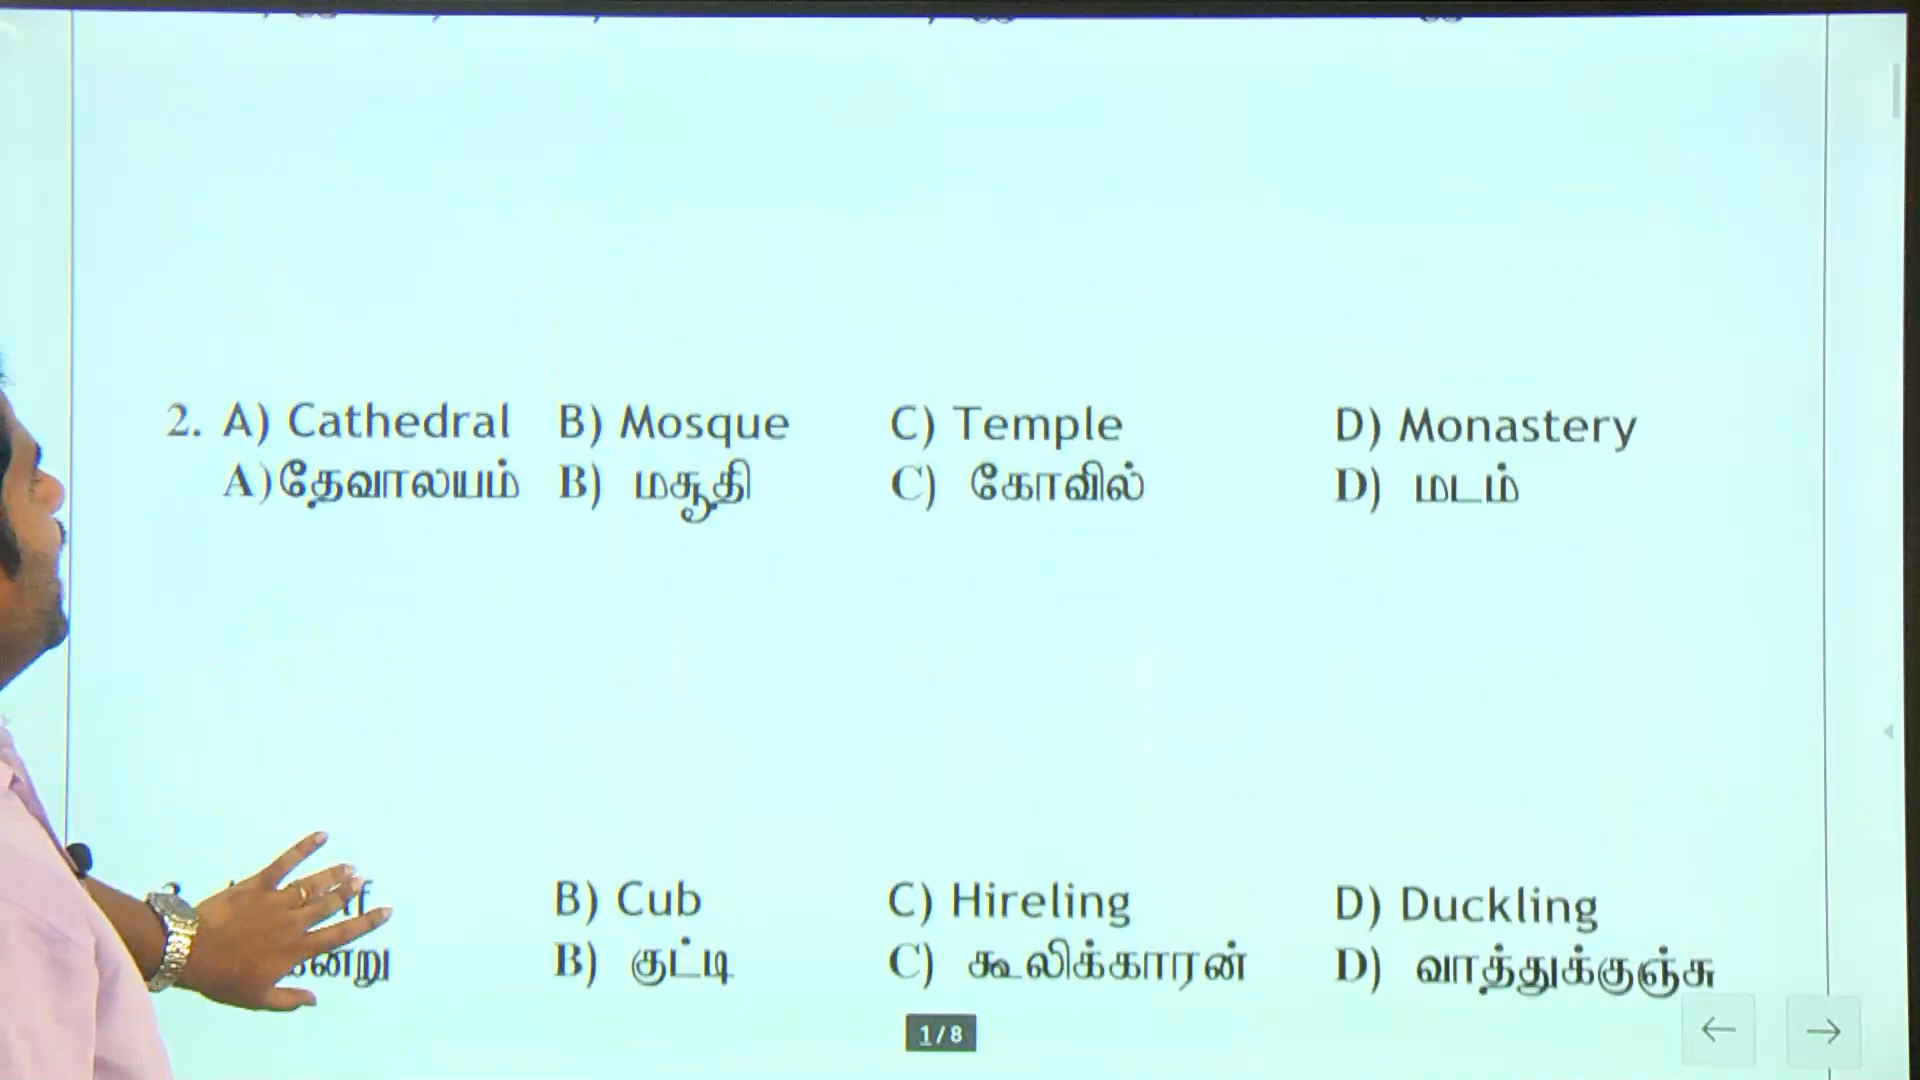 2. A) Cathedral B) Mosque C) Temple D) Monastery
A) தேவாலயம் B) மசூதி C) கோவில் D) மடம்
B) Cub C) Hireling D) Duckling
B) குட்டி C) கூலிக்காரன் D) வாத்துக்குஞ்சு
1/8